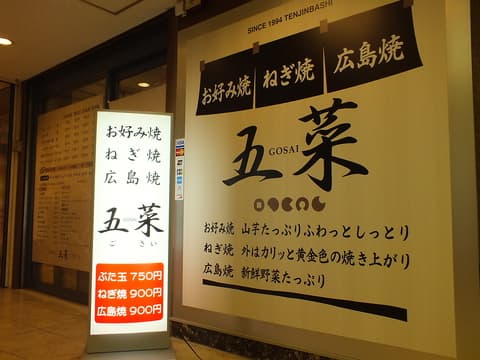 SINCE 1994 TENJINBASHI
お好み焼 ねぎ焼 広島焼
五菜
GOSAI
お好み焼 山芋たっぷりふわっとしっとり
ねぎ焼 外はカリッと黄金色の焼き上がり
広島焼 新鮮野菜たっぷり
お好み焼
ねぎ焼
広島焼
五菜
ごさい
ぶた玉 750円
ねぎ焼 900円
広島焼 900円